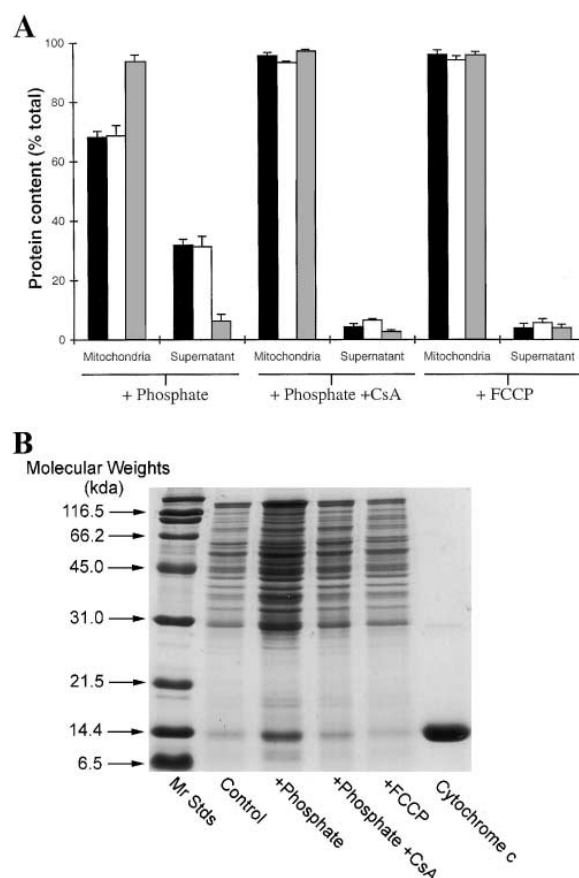 A
Protein content (% total)
100
80
60
40
20
0
Mitochondria Supernatant Mitochondria Supernatant Mitochondria Supernatant
+ Phosphate + Phosphate +CsA + FCCP
B
Molecular Weights
(kda)
116.5
66.2
45.0
31.0
21.5
14.4
6.5
Mr Stds
Control
+Phosphate
+Phosphate +CsA
+FCCP
Cytochrome c